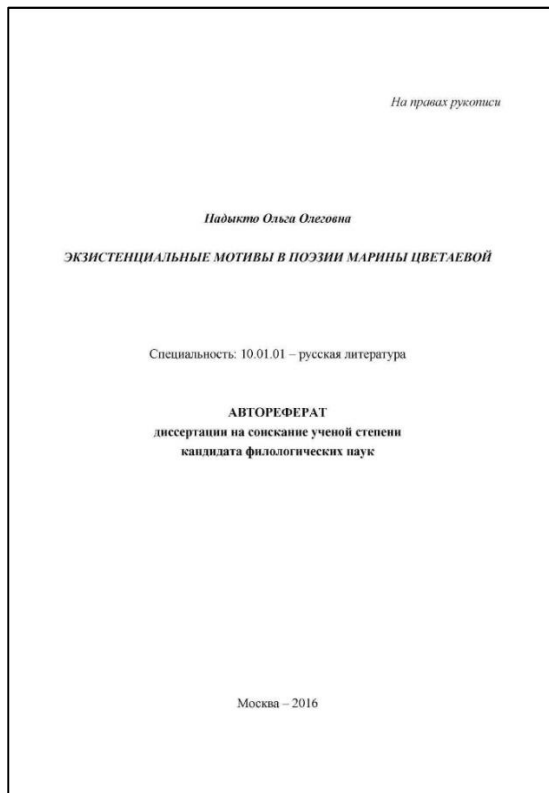 На правах рукописи
Надыкто Ольга Олеговна
ЭКЗИСТЕНЦИАЛЬНЫЕ МОТИВЫ В ПОЭЗИИ МАРИНЫ ЦВЕТАЕВОЙ
Специальность: 10.01.01 – русская литература
АВТОРЕФЕРАТ
диссертации на соискание ученой степени
кандидата филологических наук
Москва – 2016